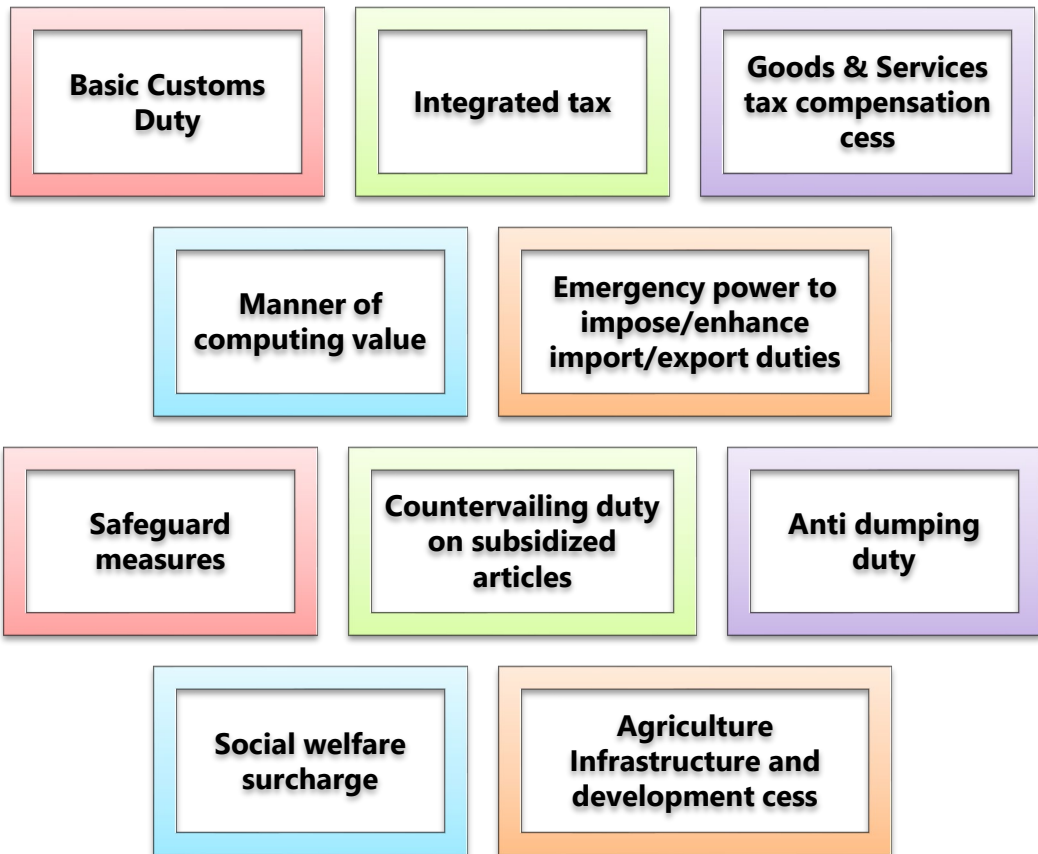 Basic Customs
Duty
Integrated tax
Goods & Services
tax compensation
cess
Manner of
computing value
Emergency power to
impose/enhance
import/export duties
Safeguard
measures
Countervailing duty
on subsidized
articles
Anti dumping
duty
Social welfare
surcharge
Agriculture
Infrastructure and
development cess